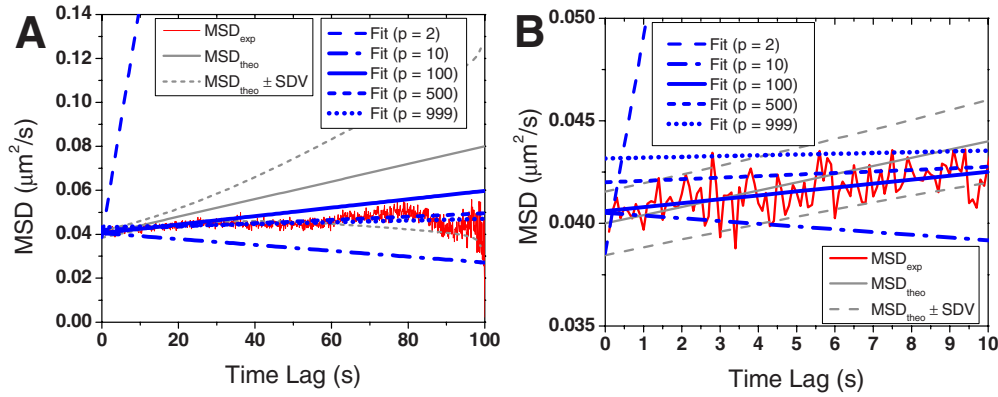 A
MSD (μm²/s)
0.14
0.12
0.10
0.08
0.06
0.04
0.02
0.00
MSD_exp
MSD_theo
MSD_theo ± SDV
Fit (p = 2)
Fit (p = 10)
Fit (p = 100)
Fit (p = 500)
Fit (p = 999)
0 20 40 60 80 100
Time Lag (s)
B
MSD (μm²/s)
0.050
0.045
0.040
0.035
Fit (p = 2)
Fit (p = 10)
Fit (p = 100)
Fit (p = 500)
Fit (p = 999)
MSD_exp
MSD_theo
MSD_theo ± SDV
0 1 2 3 4 5 6 7 8 9 10
Time Lag (s)